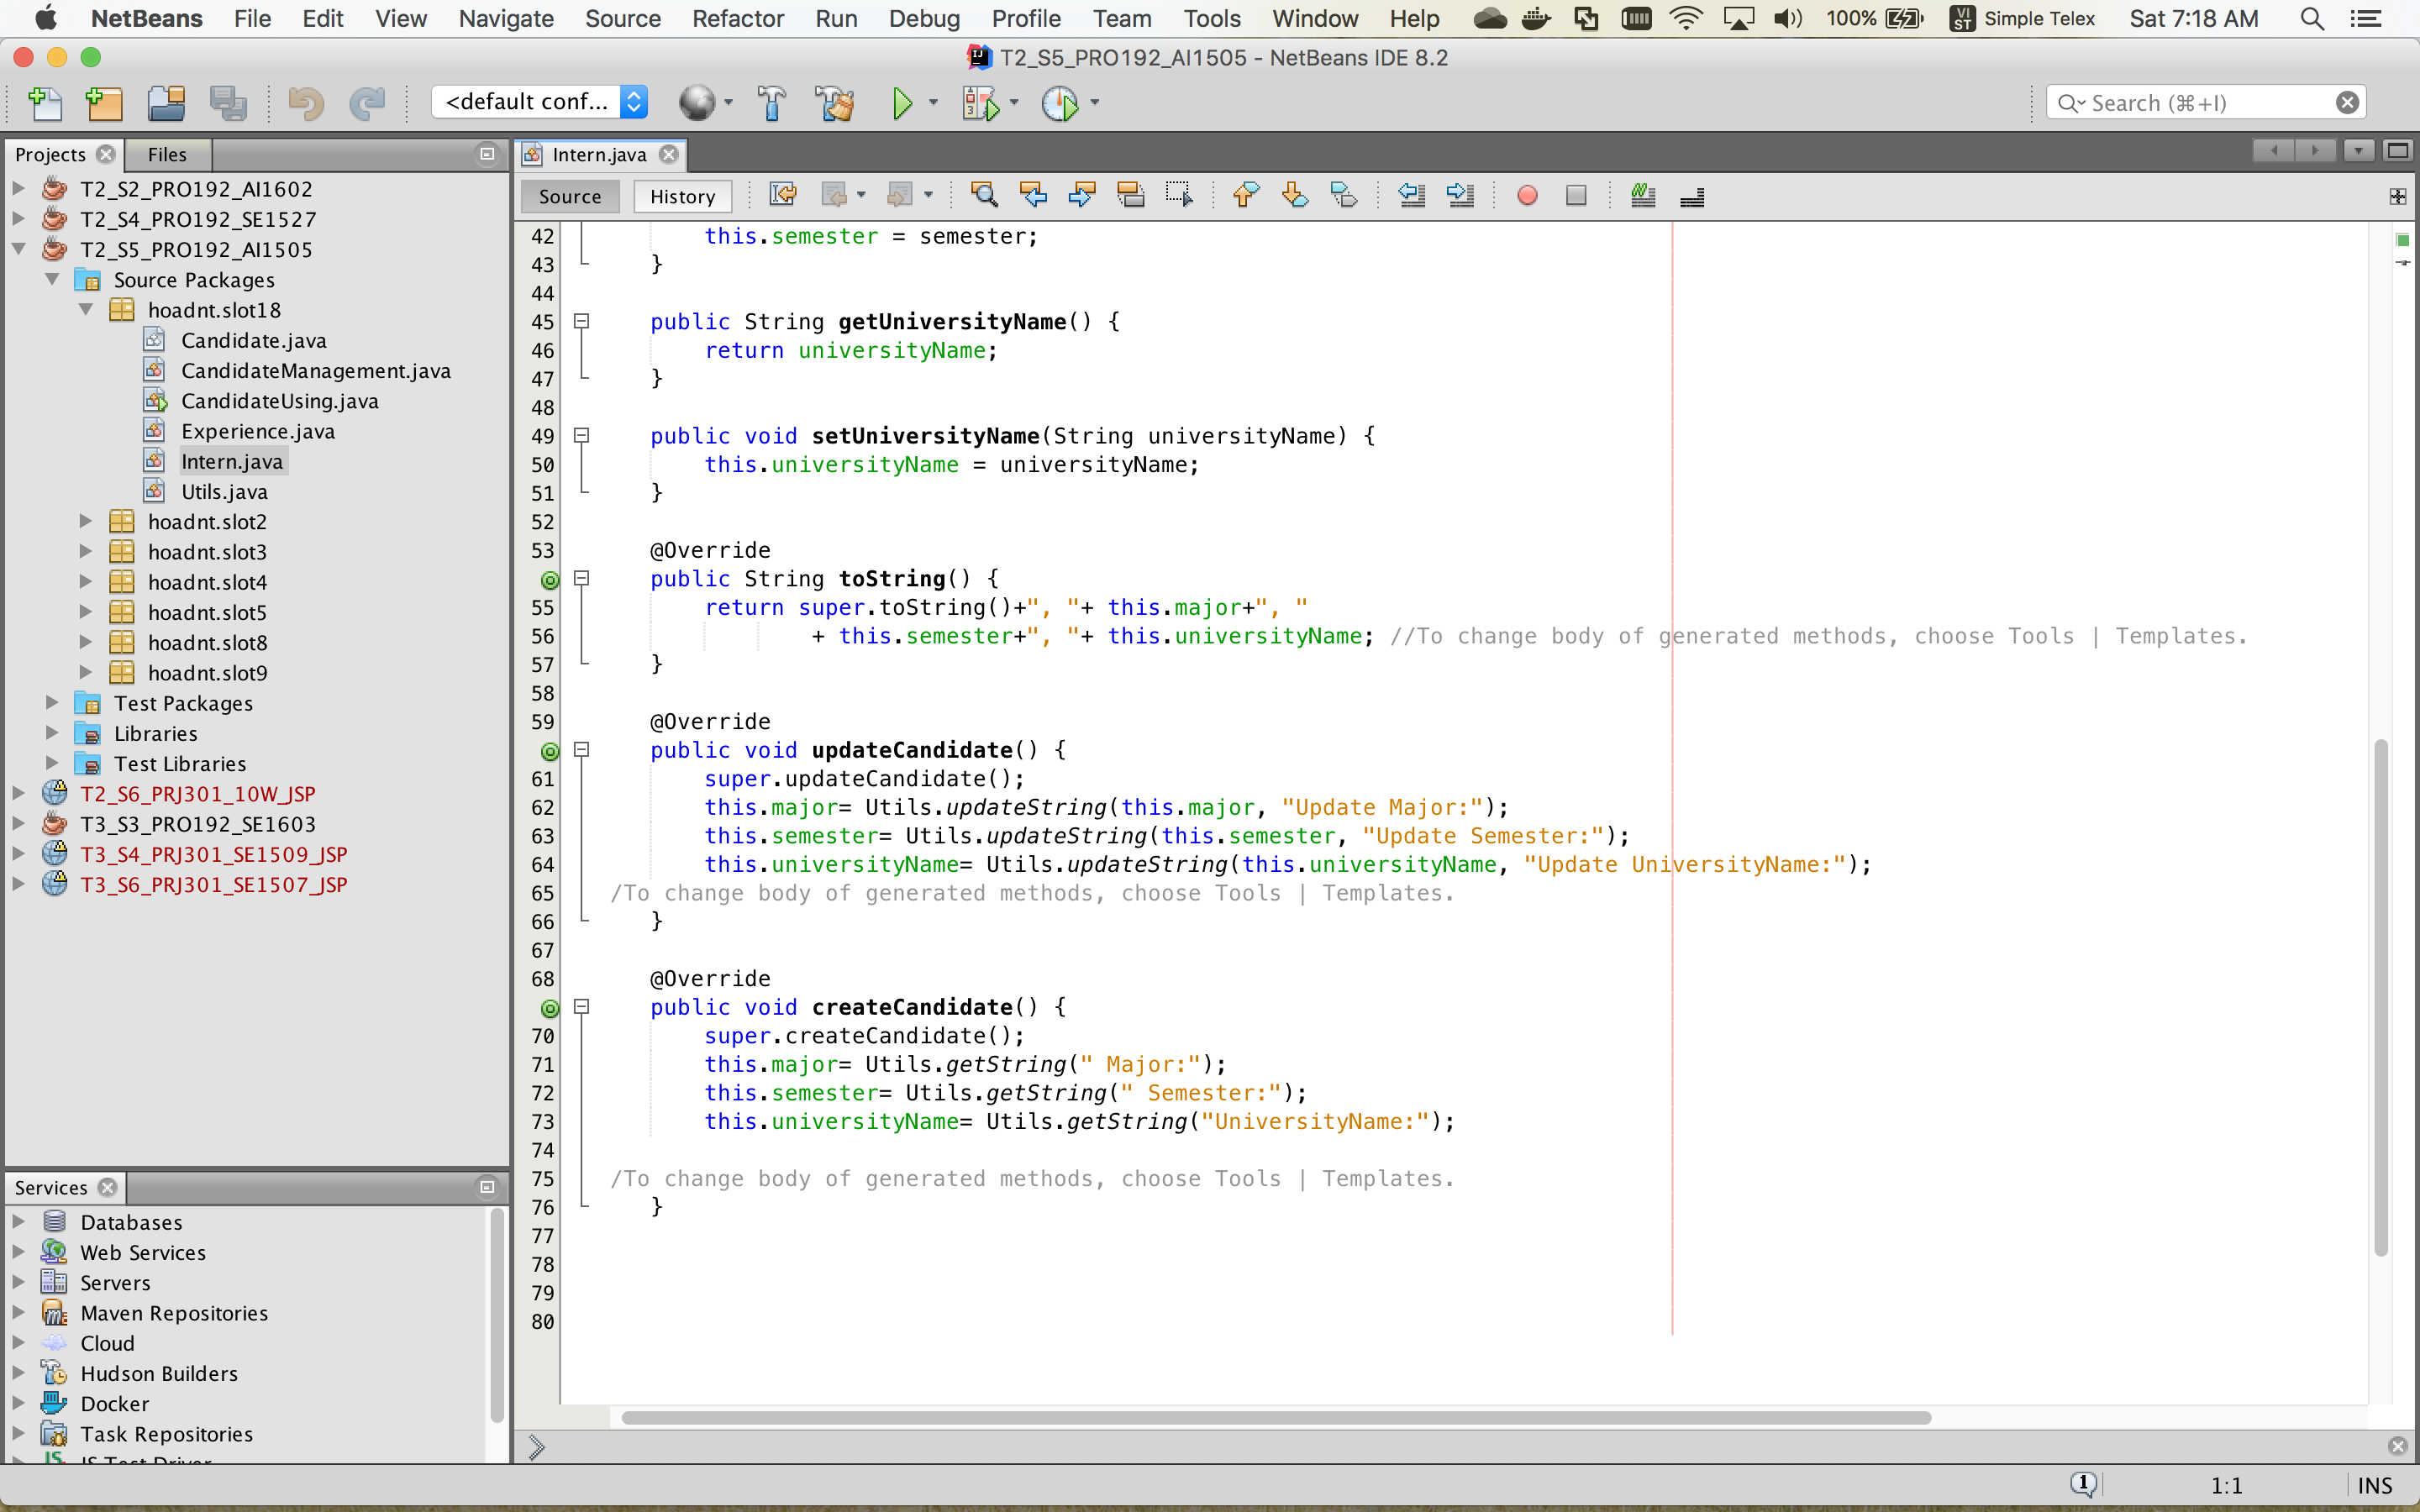 NetBeans File Edit View Navigate Source Refactor Run Debug Profile Team Tools Window Help 100% VI ST Simple Telex Sat 7:18 AM
T2_S5_PRO192_AI1505 - NetBeans IDE 8.2
<default conf... Search (⌘+I)
Projects Files Intern.java
Source History
T2_S2_PRO192_AI1602
T2_S4_PRO192_SE1527
T2_S5_PRO192_AI1505
Source Packages
hoadnt.slot18
Candidate.java
CandidateManagement.java
CandidateUsing.java
Experience.java
Intern.java
Utils.java
hoadnt.slot2
hoadnt.slot3
hoadnt.slot4
hoadnt.slot5
hoadnt.slot8
hoadnt.slot9
Test Packages
Libraries
Test Libraries
T2_S6_PRJ301_10W_JSP
T3_S3_PRO192_SE1603
T3_S4_PRJ301_SE1509_JSP
T3_S6_PRJ301_SE1507_JSP
Services
Databases
Web Services
Servers
Maven Repositories
Cloud
Hudson Builders
Docker
Task Repositories
JS Test Driver
42 this.semester = semester;
43 }
44
45 public String getUniversityName() {
46 return universityName;
47 }
48
49 public void setUniversityName(String universityName) {
50 this.universityName = universityName;
51 }
52
53 @Override
public String toString() {
55 return super.toString()+", "+ this.major+", "
56 + this.semester+", "+ this.universityName; //To change body of generated methods, choose Tools | Templates.
57 }
58
59 @Override
public void updateCandidate() {
61 super.updateCandidate();
62 this.major= Utils.updateString(this.major, "Update Major:");
63 this.semester= Utils.updateString(this.semester, "Update Semester:");
64 this.universityName= Utils.updateString(this.universityName, "Update UniversityName:");
65 /To change body of generated methods, choose Tools | Templates.
66 }
67
68 @Override
public void createCandidate() {
70 super.createCandidate();
71 this.major= Utils.getString(" Major:");
72 this.semester= Utils.getString(" Semester:");
73 this.universityName= Utils.getString("UniversityName:");
74
75 /To change body of generated methods, choose Tools | Templates.
76 }
77
78
79
80
1 1:1 INS